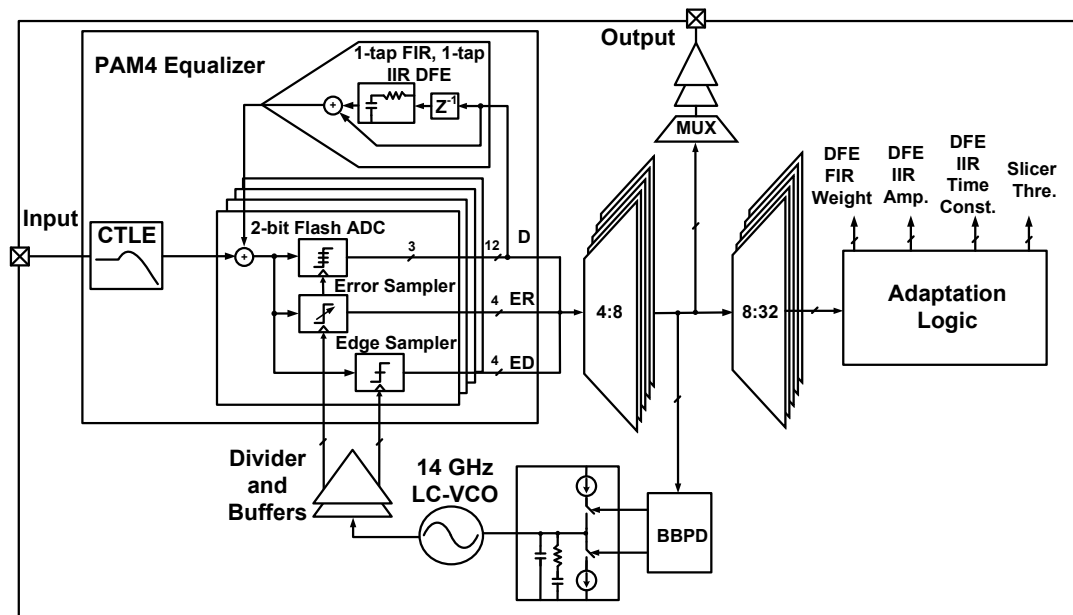 Output
PAM4 Equalizer
1-tap FIR, 1-tap
IIR DFE
+
Z-1
MUX
DFE
FIR
Weight
DFE
IIR
Amp.
DFE
IIR
Time
Const.
Slicer
Thre.
Input
CTLE
+
2-bit Flash ADC
3
12
D
Error Sampler
4
ER
Edge Sampler
4
ED
4:8
8:32
Adaptation
Logic
Divider
and
Buffers
14 GHz
LC-VCO
BBPD